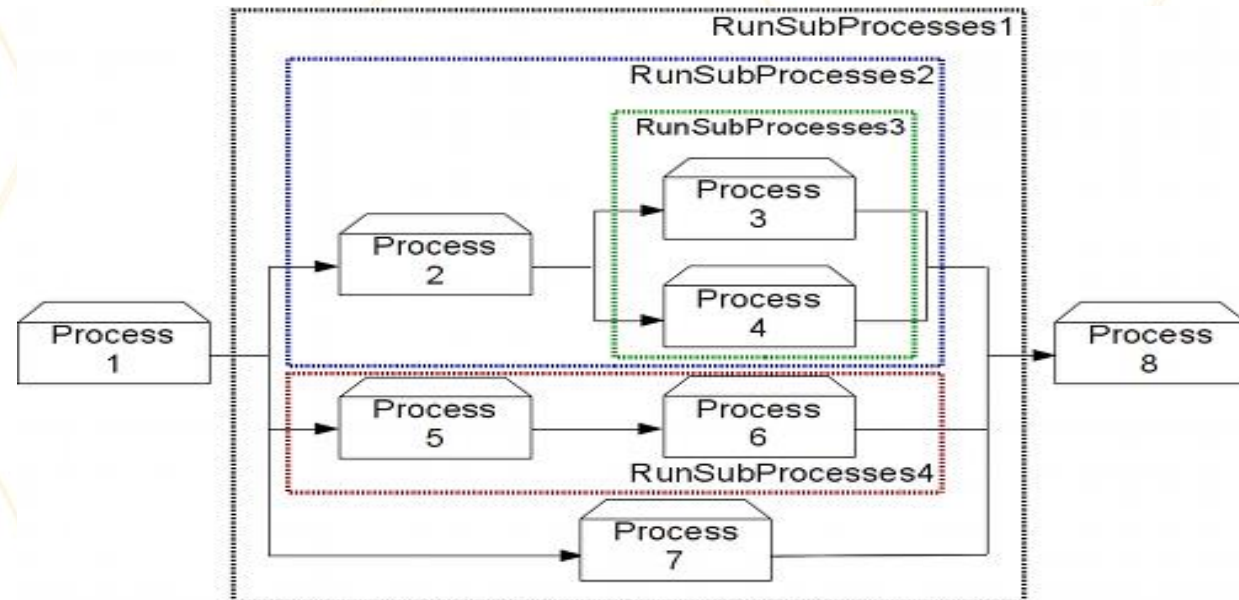 RunSubProcesses1
RunSubProcesses2
RunSubProcesses3
Process
3
Process
2
Process
4
Process
1
Process
8
Process
5
Process
6
RunSubProcesses4
Process
7